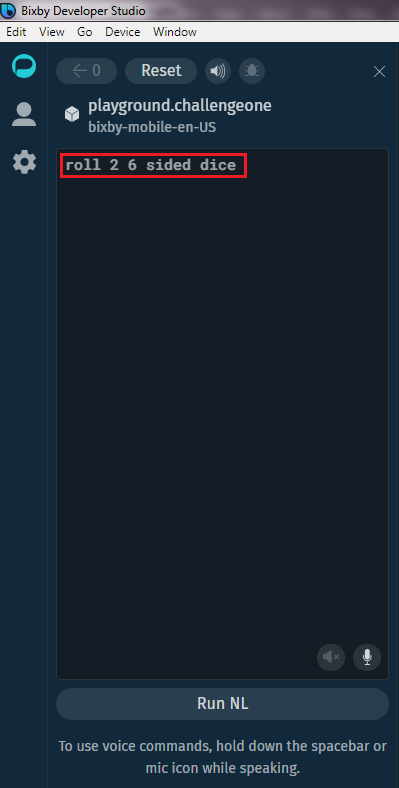 Bixby Developer Studio
Edit View Go Device Window
← 0 Reset
playground.challengeone
bixby-mobile-en-US
roll 2 6 sided dice
Run NL
To use voice commands, hold down the spacebar or
mic icon while speaking.